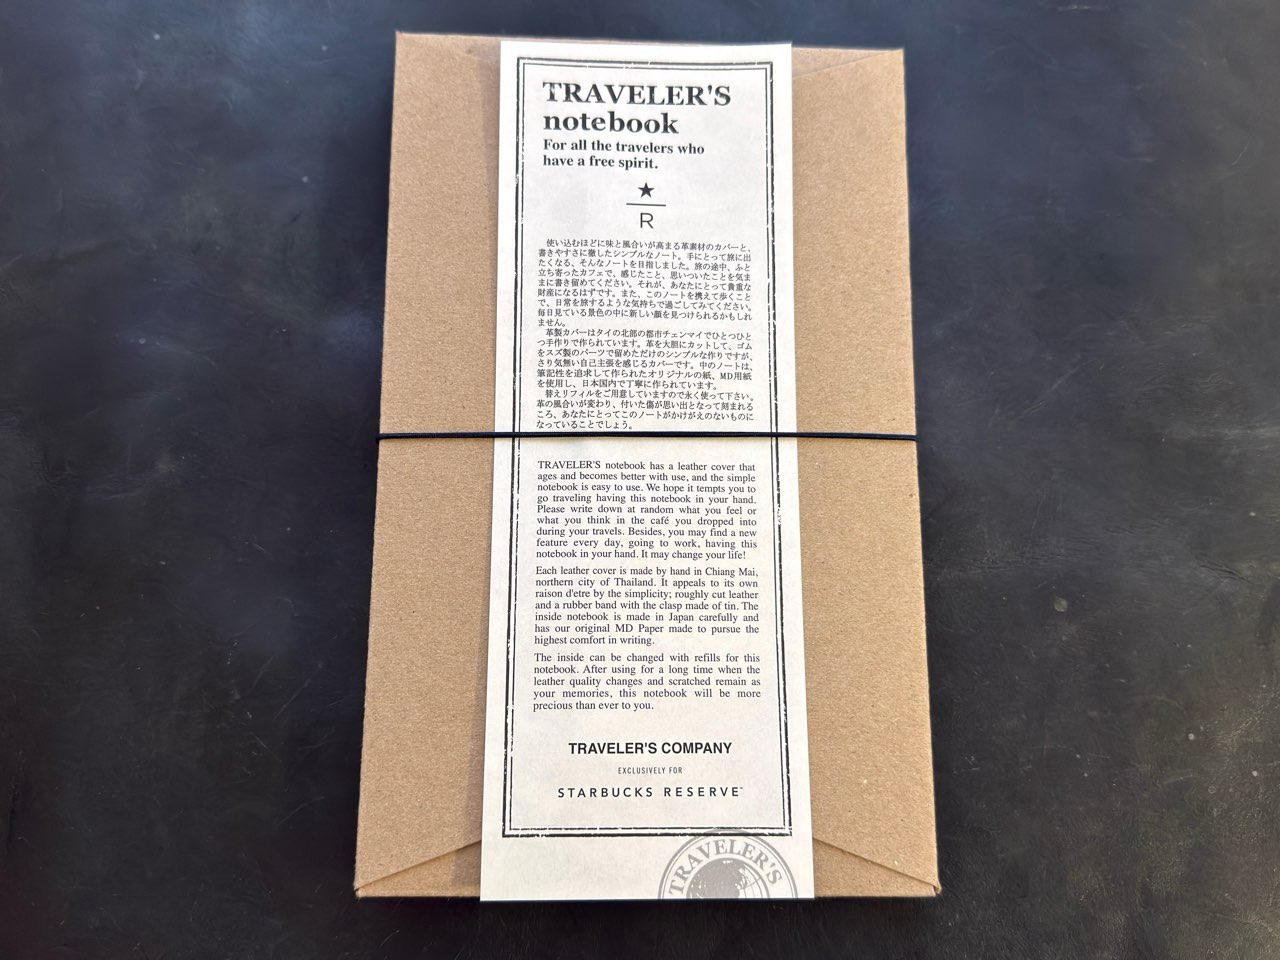 TRAVELER'S
notebook
For all the travelers who
have a free spirit.
★
R
使い込むほどに味と風合いが高まる革素材のカバーと、
書きやすさに徹したシンプルなノート。手にとって旅に出
たくなる、そんなノートを目指しました。旅の途中、ふと
立ち寄ったカフェで、感じたこと、思いついたことを気ま
まに書き留めてください。それが、あなたにとって貴重な
財産になるはずです。また、このノートを携えて歩くこと
で、日常を旅するような気持ちで過ごしてみてください。
毎日見ている景色の中に新しい顔を見つけられるかもしれ
ません。
革製カバーはタイの北部の都市チェンマイでひとつひと
つ手作りで作られています。革を大胆にカットして、ゴム
をスズ製のパーツで留めただけのシンプルな作りですが、
さり気無い自己主張を感じるカバーです。中のノートは、
筆記性を追求して作られたオリジナルの紙、MD用紙
を使用し、日本国内で丁寧に作られています。
替えリフィルをご用意していますので永く使って下さい。
革の風合いが変わり、付いた傷が思い出となって刻まれる
ころ、あなたにとってこのノートがかけがえのないものに
なっていることでしょう。
TRAVELER'S notebook has a leather cover that
ages and becomes better with use, and the simple
notebook is easy to use. We hope it tempts you to
go traveling having this notebook in your hand.
Please write down at random what you feel or
what you think in the café you dropped into
during your travels. Besides, you may find a new
feature every day, going to work, having this
notebook in your hand. It may change your life!
Each leather cover is made by hand in Chiang Mai,
northern city of Thailand. It appeals to its own
raison d'etre by the simplicity; roughly cut leather
and a rubber band with the clasp made of tin. The
inside notebook is made in Japan carefully and
has our original MD Paper made to pursue the
highest comfort in writing.
The inside can be changed with refills for this
notebook. After using for a long time when the
leather quality changes and scratched remain as
your memories, this notebook will be more
precious than ever to you.
TRAVELER'S COMPANY
EXCLUSIVELY FOR
STARBUCKS RESERVE™
TRAVELER'S